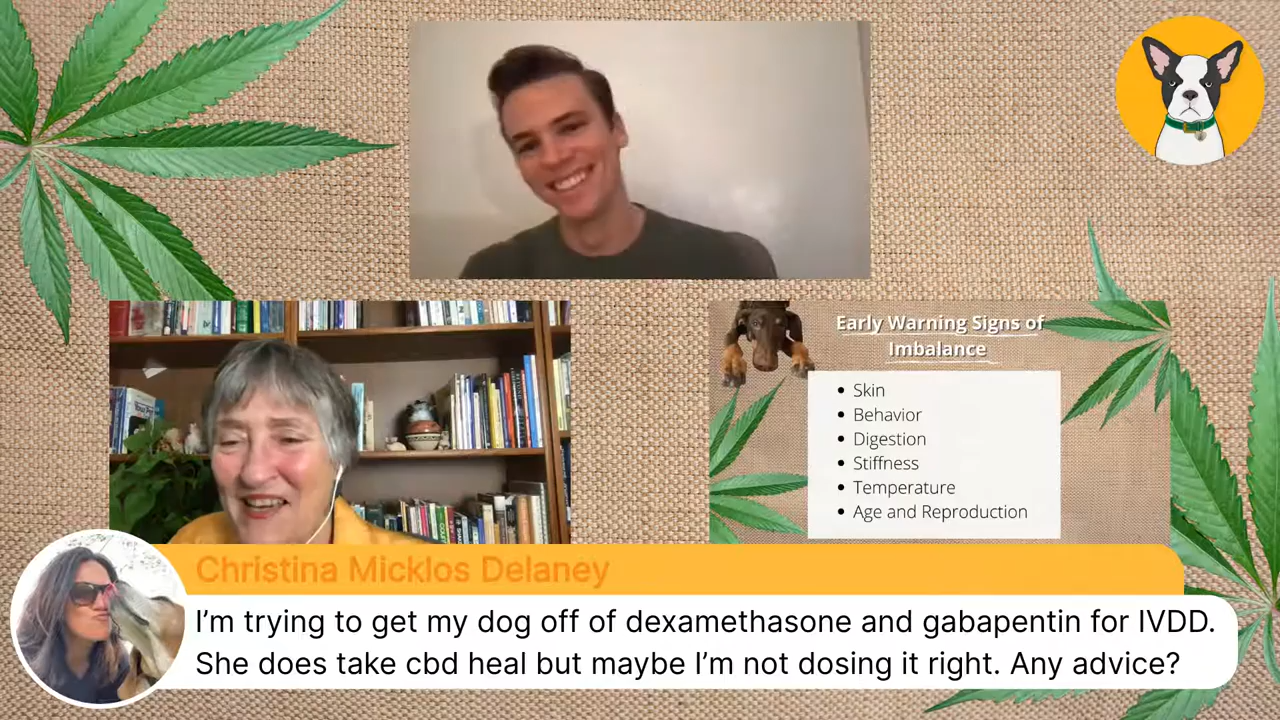 Early Warning Signs of
Imbalance
• Skin
• Behavior
• Digestion
• Stiffness
• Temperature
• Age and Reproduction
Christina Micklos Delaney
I’m trying to get my dog off of dexamethasone and gabapentin for IVDD.
She does take cbd heal but maybe I’m not dosing it right. Any advice?